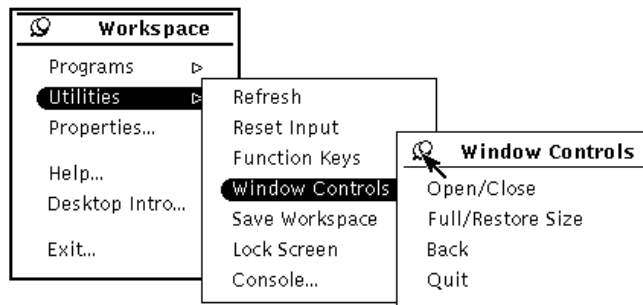 Workspace
Programs
Utilities
Properties...
Help...
Desktop Intro...
Exit...
Refresh
Reset Input
Function Keys
Window Controls
Save Workspace
Lock Screen
Console...
Window Controls
Open/Close
Full/Restore Size
Back
Quit